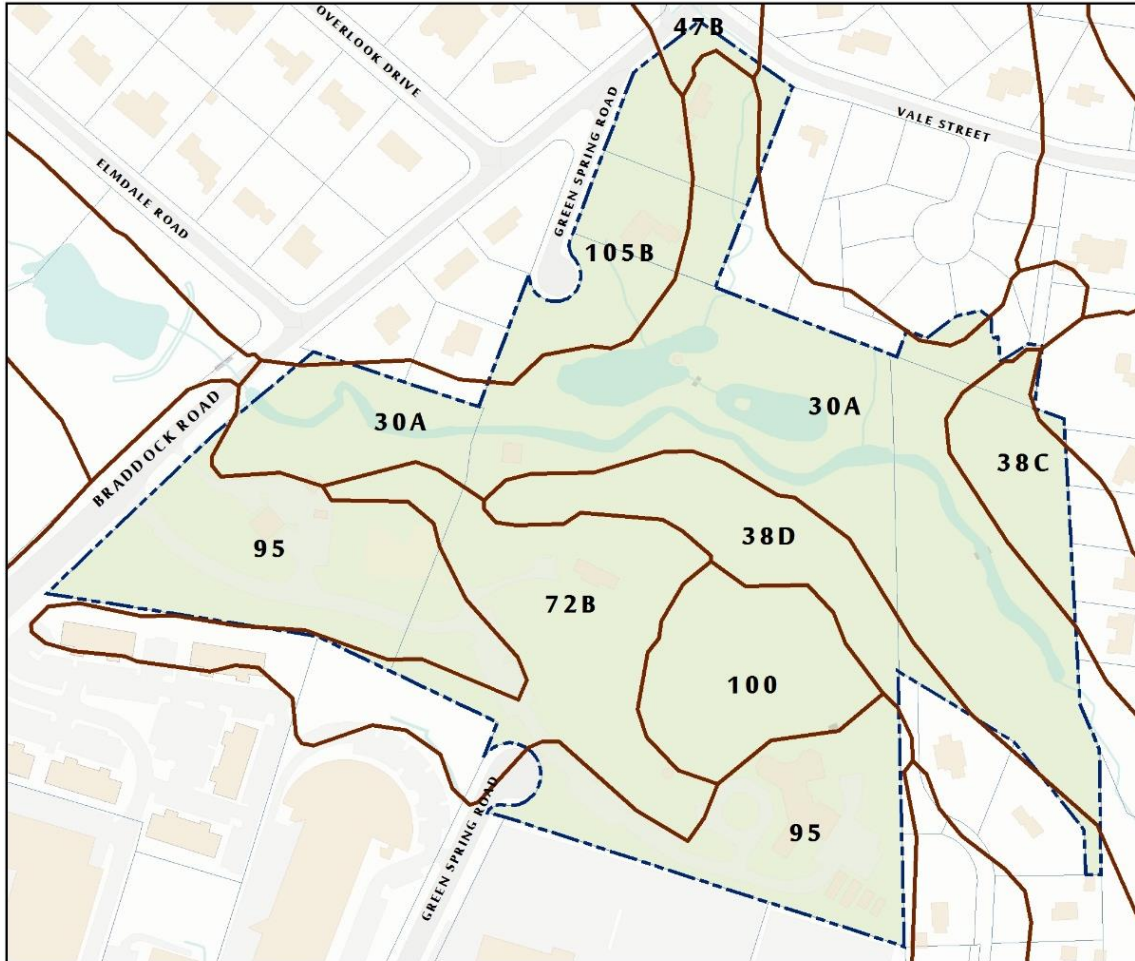 47B
OVERLOOK DRIVE
VALE STREET
GREEN SPRING ROAD
ELMDALE ROAD
105B
30A
30A
BRADDOCK ROAD
38C
38D
95
72B
100
95
GREEN SPRING ROAD